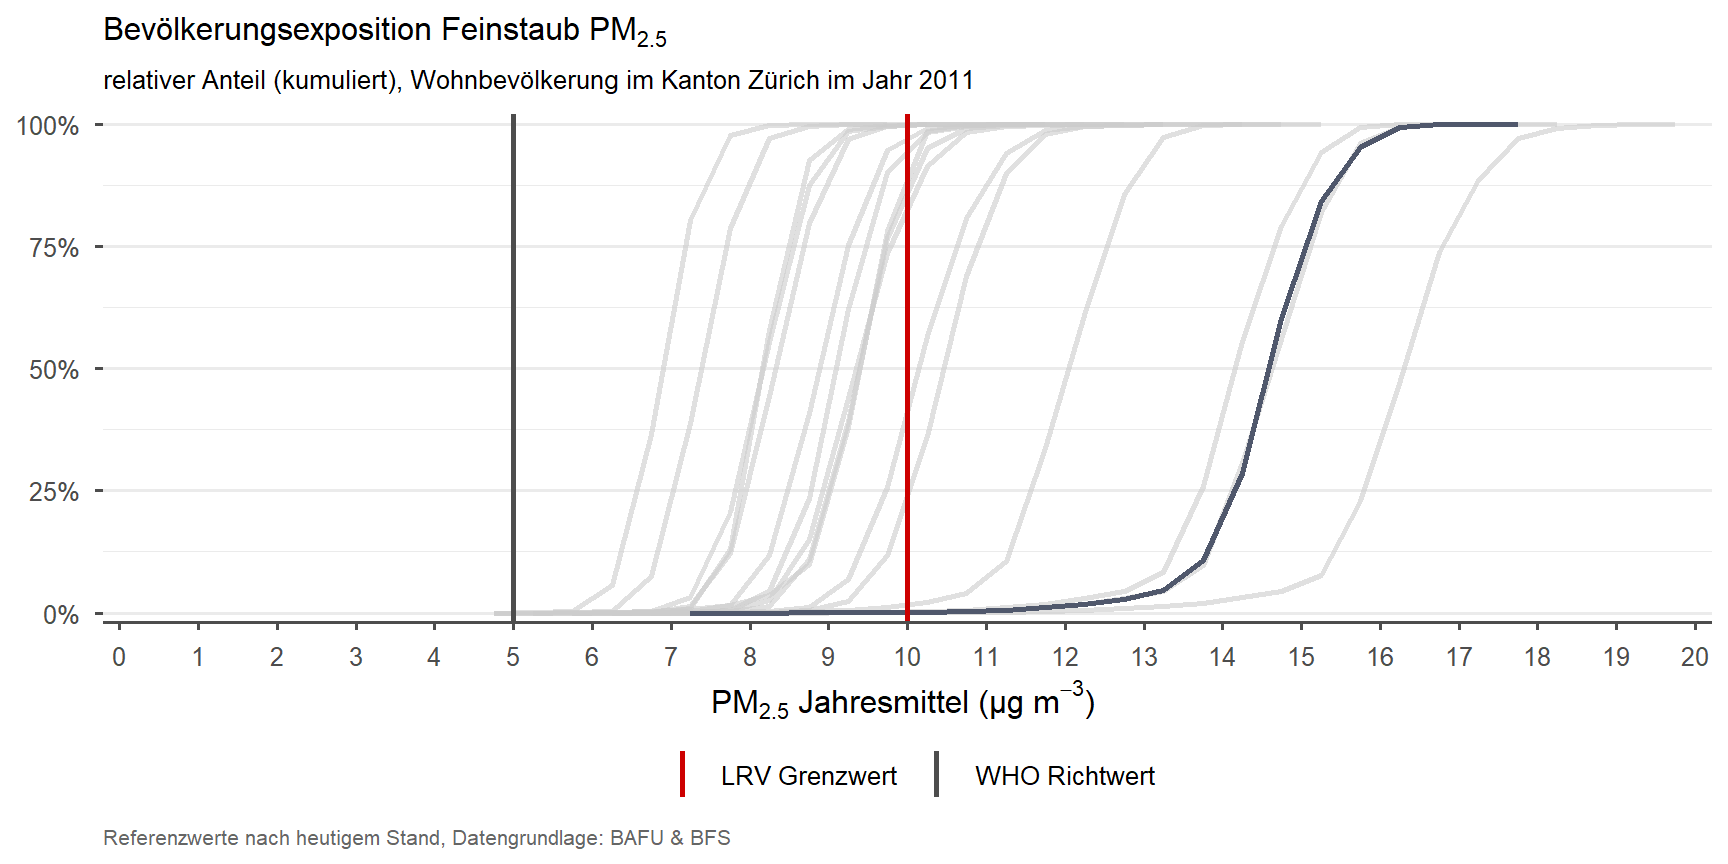 Bevölkerungsexposition Feinstaub PM2.5
relativer Anteil (kumuliert), Wohnbevölkerung im Kanton Zürich im Jahr 2011
100%
75%
50%
25%
0%
0 1 2 3 4 5 6 7 8 9 10 11 12 13 14 15 16 17 18 19 20
PM2.5 Jahresmittel (µg m−3)
LRV Grenzwert WHO Richtwert
Referenzwerte nach heutigem Stand, Datengrundlage: BAFU & BFS